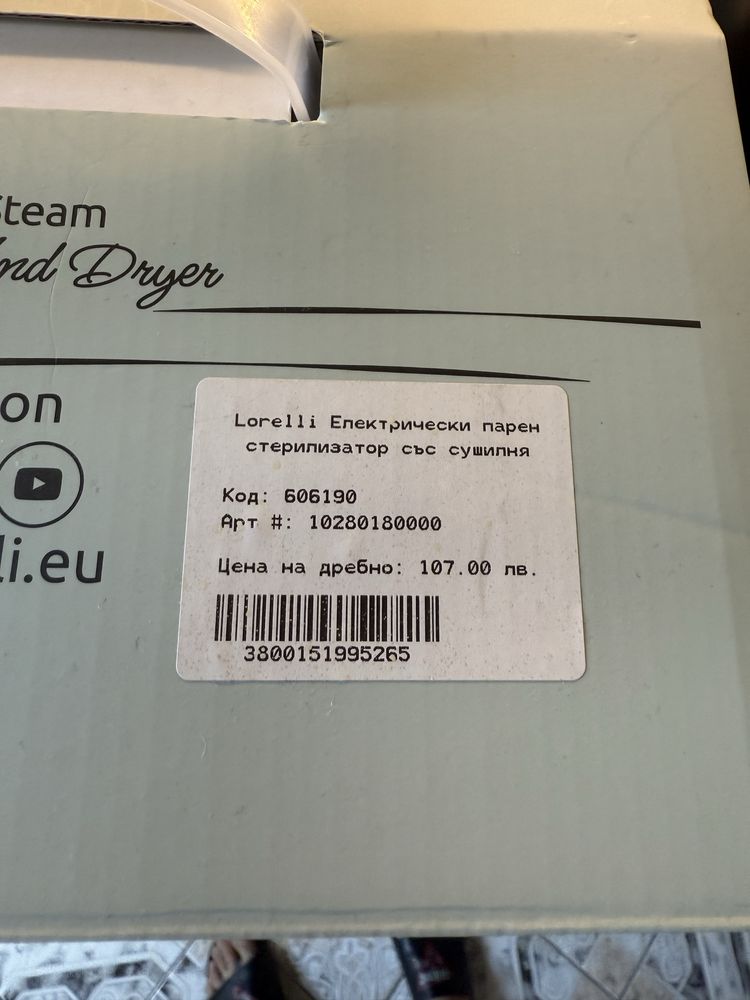 Steam
And Dryer
on
li.eu
Lorelli Електрически парен
стерилизатор със сушилня
Код: 606190
Арт #: 10280180000
Цена на дребно: 107.00 лв.
3800151995265